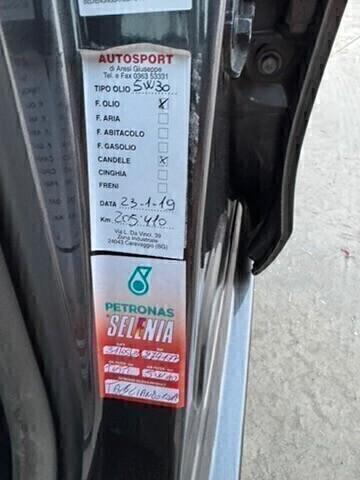 AUTOSPORT
di Aresi Giuseppe
Tel. e Fax 0363 53331
TIPO OLIO 5W30
F. OLIO X
F. ARIA
F. ABITACOLO
F. GASOLIO
CANDELE X
CINGHIA
FRENI
DATA 23-1-19
Km 205.410
Via L. Da Vinci, 39
Zona Industriale
24043 Caravaggio (BG)
PETRONAS
SELENIA